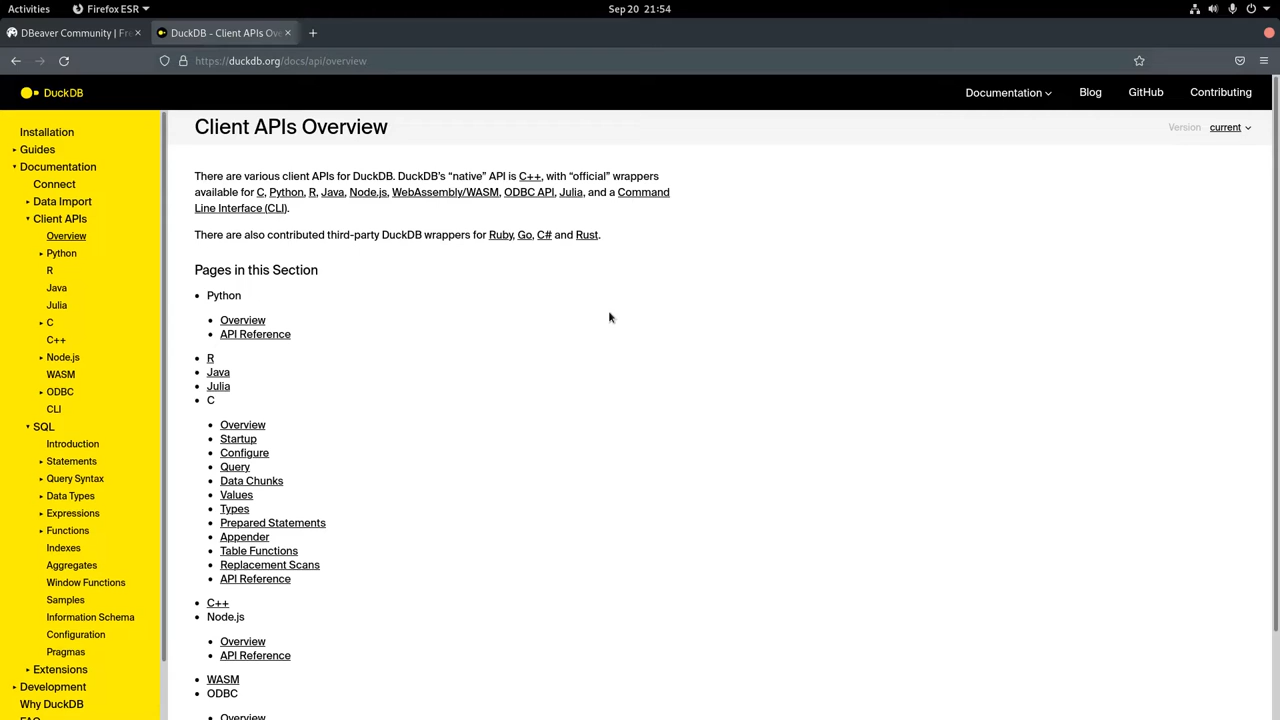 Activities
Firefox ESR
Sep 20 21:54
DBeaver Community | Fre
DuckDB - Client APIs Ove
https://duckdb.org/docs/api/overview
DuckDB
Documentation
Blog
GitHub
Contributing
Installation
Guides
Documentation
Connect
Data Import
Client APIs
Overview
Python
R
Java
Julia
C
C++
Node.js
WASM
ODBC
CLI
SQL
Introduction
Statements
Query Syntax
Data Types
Expressions
Functions
Indexes
Aggregates
Window Functions
Samples
Information Schema
Configuration
Pragmas
Extensions
Development
Why DuckDB
FAQ
Client APIs Overview
Version current
There are various client APIs for DuckDB. DuckDB's “native” API is C++, with “official” wrappers
available for C, Python, R, Java, Node.js, WebAssembly/WASM, ODBC API, Julia, and a Command
Line Interface (CLI).
There are also contributed third-party DuckDB wrappers for Ruby, Go, C# and Rust.
Pages in this Section
• Python
• Overview
• API Reference
• R
• Java
• Julia
• C
• Overview
• Startup
• Configure
• Query
• Data Chunks
• Values
• Types
• Prepared Statements
• Appender
• Table Functions
• Replacement Scans
• API Reference
• C++
• Node.js
• Overview
• API Reference
• WASM
• ODBC
• Overview